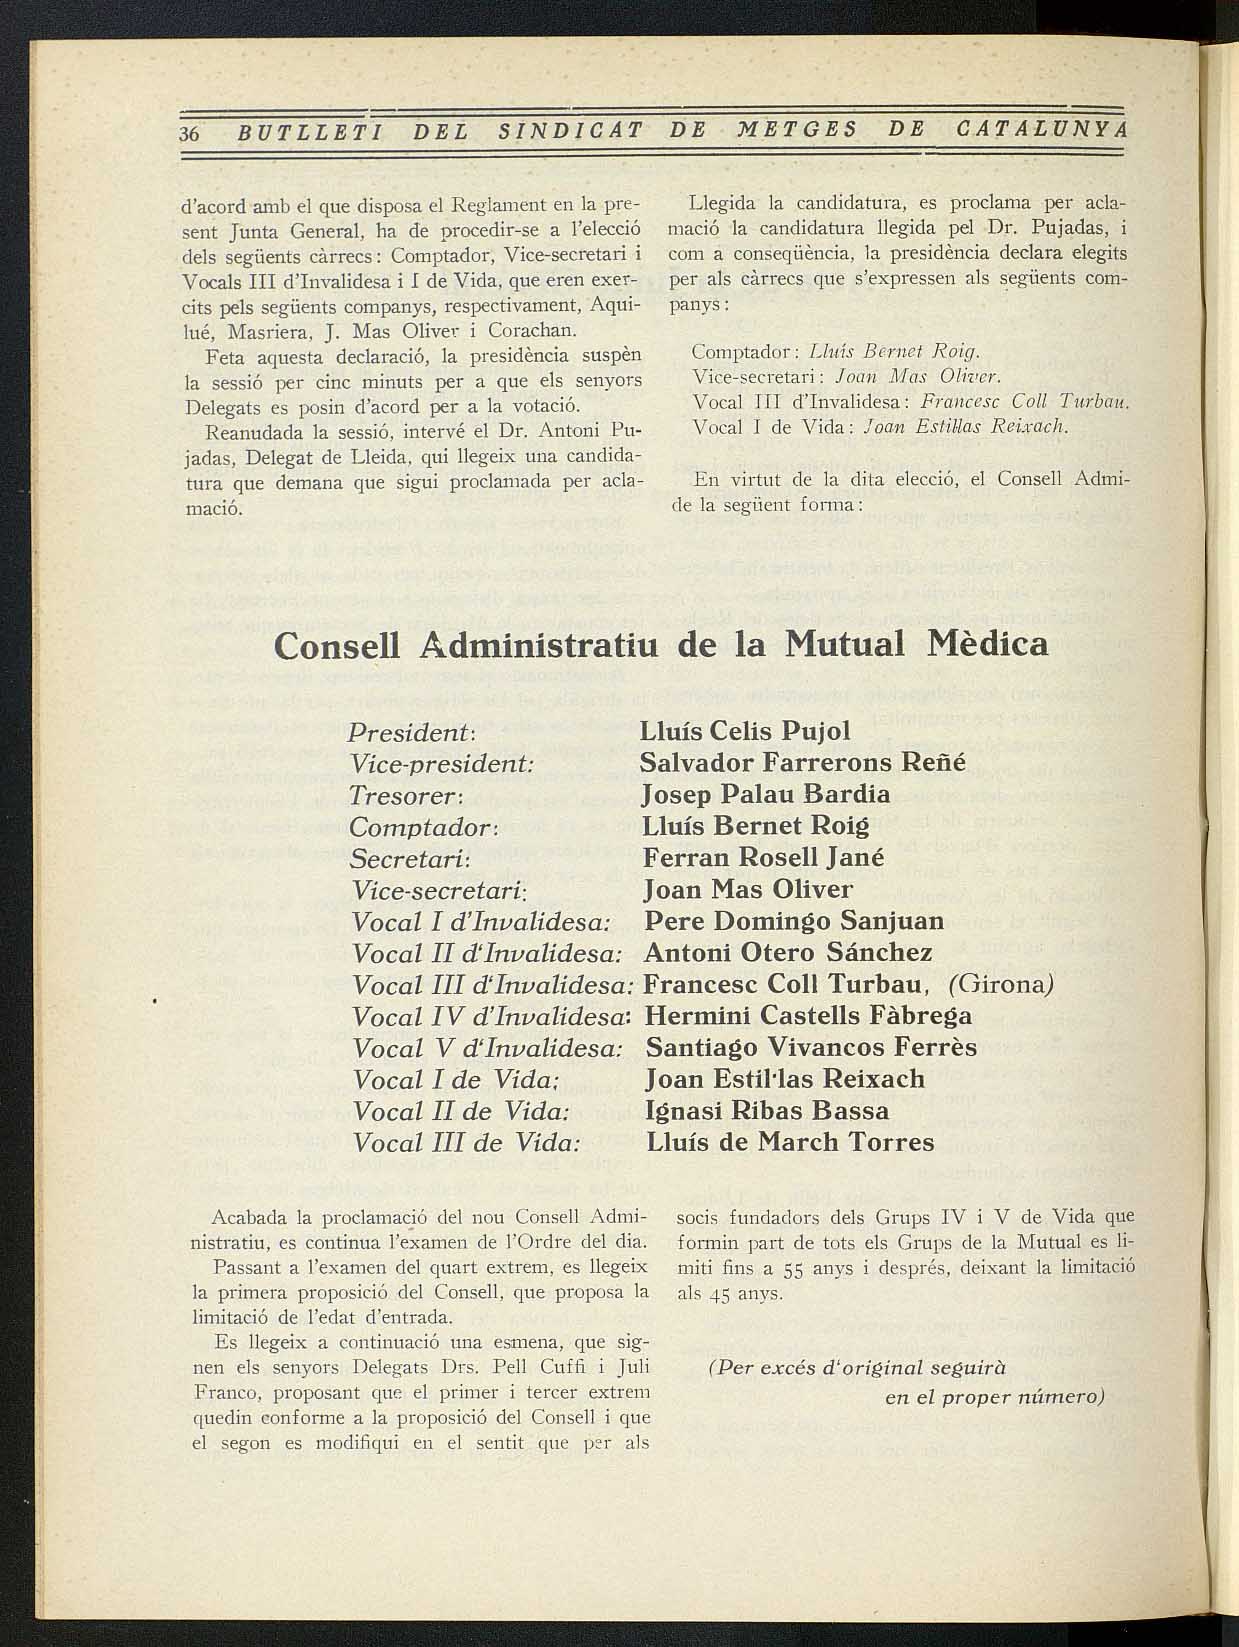 36 BUTLLETI DEL SINDICAT DE METGES DE CATALUNYA
d'acord amb el que disposa el Reglament en la pre-
sent Junta General, ha de procedir-se a l'elecció
dels següents càrrecs: Comptador, Vice-secretari i
Vocals III d'Invalidesa i I de Vida, que eren exer-
cits pels següents companys, respectivament, Aqui-
lué, Masriera, J. Mas Oliver i Corachan.
Feta aquesta declaració, la presidència suspèn
la sessió per cinc minuts per a que els senyors
Delegats es posin d'acord per a la votació.
Reanudada la sessió, intervé el Dr. Antoni Pu-
jadas, Delegat de Lleida, qui llegeix una candida-
tura que demana que sigui proclamada per acla-
mació.
Llegida la candidatura, es proclama per acla-
mació la candidatura llegida pel Dr. Pujadas, i
com a conseqüència, la presidència declara elegits
per als càrrecs que s'expressen als següents com-
panys:
Comptador: Lluís Bernet Roig.
Vice-secretari: Joan Mas Oliver.
Vocal III d'Invalidesa: Francesc Coll Turbau.
Vocal I de Vida: Joan Estillas Reixach.
En virtut de la dita elecció, el Consell Admi-
de la següent forma:
Consell Administratiu de la Mutual Mèdica
President: Lluís Celis Pujol
Vice-president: Salvador Farrerons Reñé
Tresorer: Josep Palau Bardia
Comptador: Lluís Bernet Roig
Secretari: Ferran Rosell Jané
Vice-secretari: Joan Mas Oliver
Vocal I d'Invalidesa: Pere Domingo Sanjuan
Vocal II d'Invalidesa: Antoni Otero Sánchez
Vocal III d'Invalidesa: Francesc Coll Turbau, (Girona)
Vocal IV d'Invalidesa: Hermini Castells Fàbrega
Vocal V d'Invalidesa: Santiago Vivancos Ferrès
Vocal I de Vida: Joan Estil·las Reixach
Vocal II de Vida: Ignasi Ribas Bassa
Vocal III de Vida: Lluís de March Torres
Acabada la proclamació del nou Consell Admi-
nistratiu, es continua l'examen de l'Ordre del dia.
Passant a l'examen del quart extrem, es llegeix
la primera proposició del Consell, que proposa la
limitació de l'edat d'entrada.
Es llegeix a continuació una esmena, que sig-
nen els senyors Delegats Drs. Pell Cuffi i Juli
Franco, proposant que el primer i tercer extrem
quedin conforme a la proposició del Consell i que
el segon es modifiqui en el sentit que per als
socis fundadors dels Grups IV i V de Vida que
formin part de tots els Grups de la Mutual es li-
miti fins a 55 anys i després, deixant la limitació
als 45 anys.
(Per excés d'original seguirà
en el proper número)